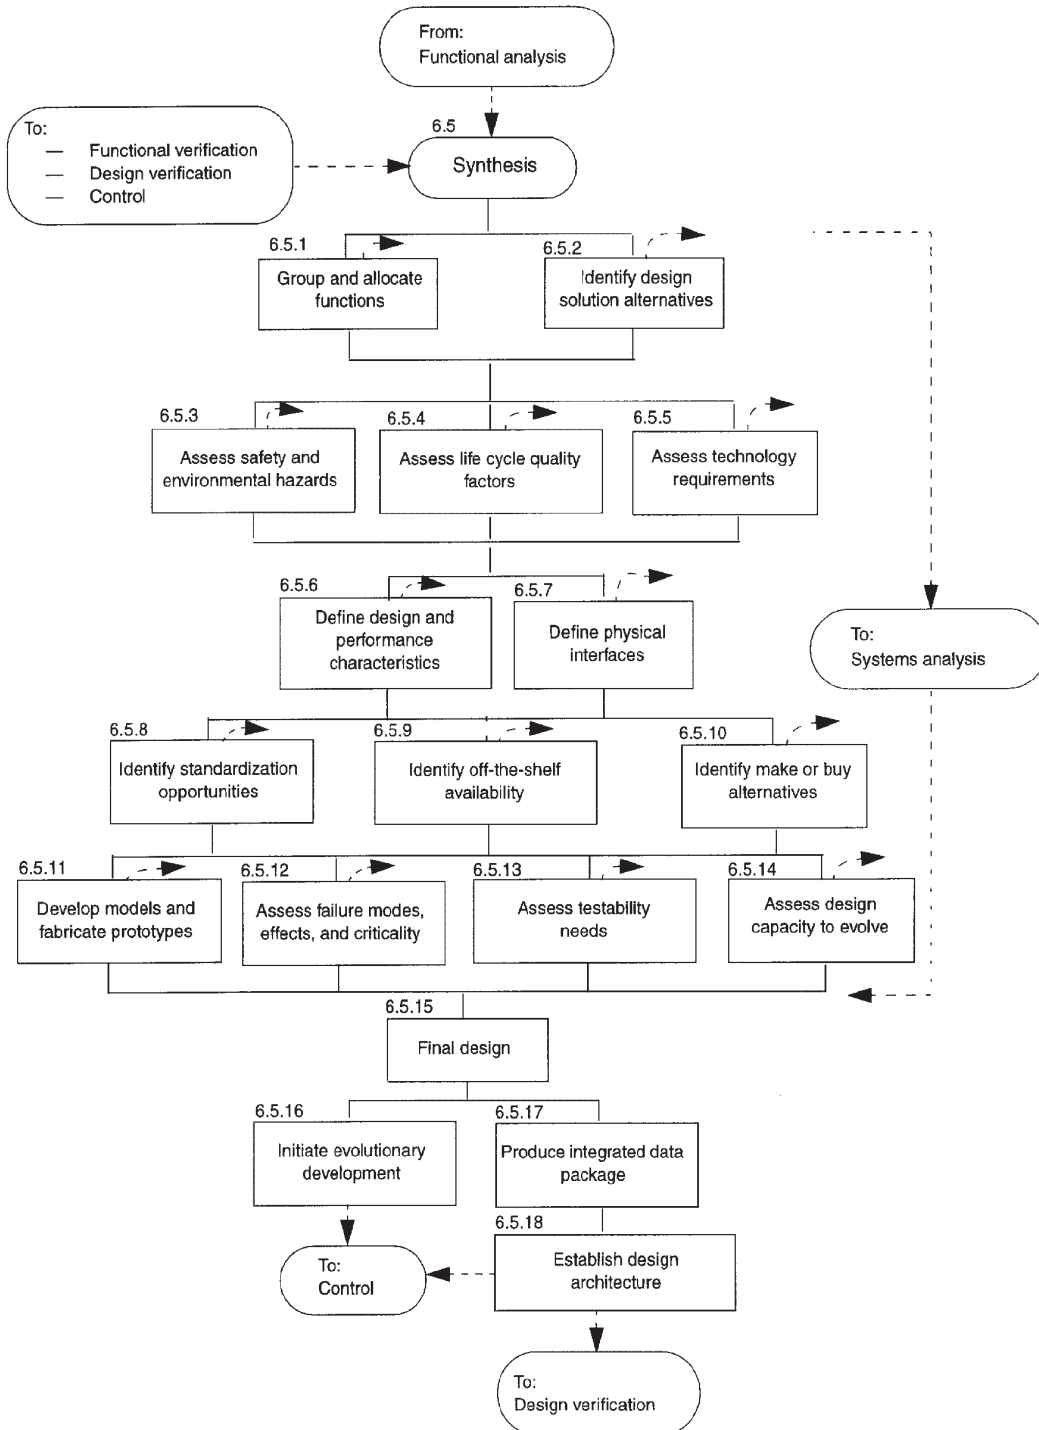 From:
Functional analysis
To:
— Functional verification
— Design verification
— Control
6.5
Synthesis
6.5.1
Group and allocate
functions
6.5.2
Identify design
solution alternatives
6.5.3
Assess safety and
environmental hazards
6.5.4
Assess life cycle quality
factors
6.5.5
Assess technology
requirements
6.5.6
Define design and
performance
characteristics
6.5.7
Define physical
interfaces
To:
Systems analysis
6.5.8
Identify standardization
opportunities
6.5.9
Identify off-the-shelf
availability
6.5.10
Identify make or buy
alternatives
6.5.11
Develop models and
fabricate prototypes
6.5.12
Assess failure modes,
effects, and criticality
6.5.13
Assess testability
needs
6.5.14
Assess design
capacity to evolve
6.5.15
Final design
6.5.16
Initiate evolutionary
development
6.5.17
Produce integrated data
package
6.5.18
Establish design
architecture
To:
Control
To:
Design verification